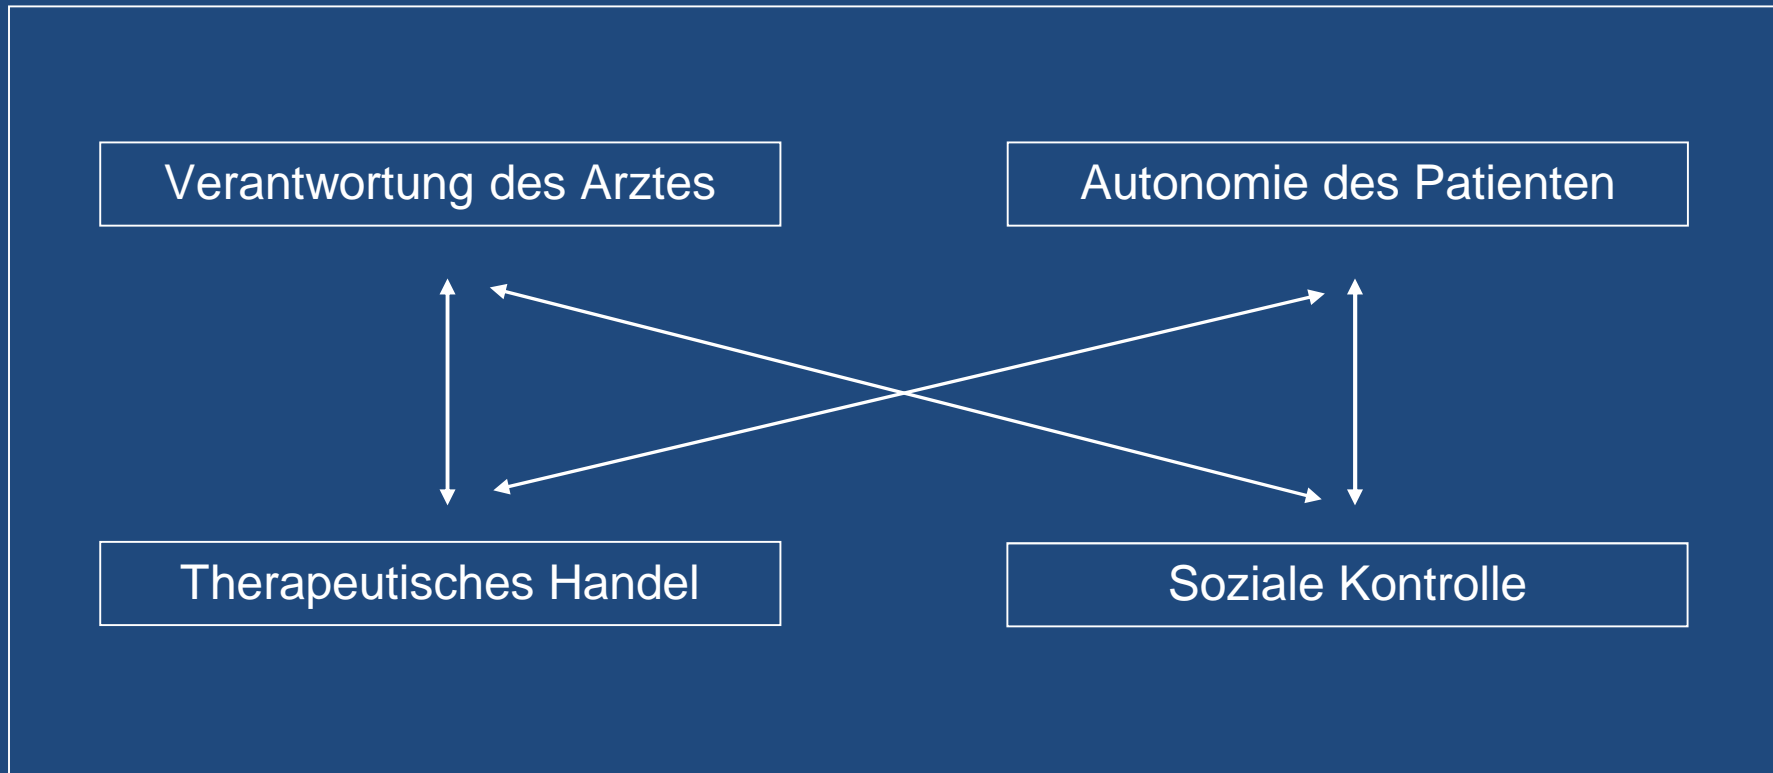 Verantwortung des Arztes
Autonomie des Patienten
Therapeutisches Handel
Soziale Kontrolle